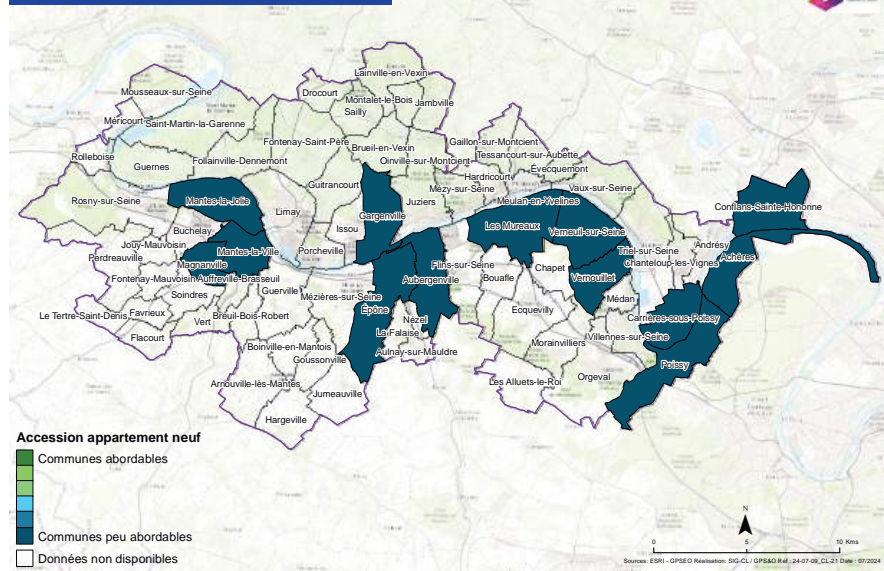 Lainville-en-Vexin
Mousseaux-sur-Seine
Drocourt
Montalet-le-Bois
Jambville
Sailly
Méricourt
Saint-Martin-la-Garenne
Fontenay-Saint-Père
Gaillon-sur-Montcient
Brueil-en-Vexin
Tessancourt-sur-Aubette
Rolleboise
Guernes
Follainville-Dennemont
Oinville-sur-Montcient
Évecquemont
Hardricourt
Guitrancourt
Mézy-sur-Seine
Vaux-sur-Seine
Rosny-sur-Seine
Mantes-la-Jolie
Juziers
Meulan-en-Yvelines
Conflans-Sainte-Honorine
Limay
Gargenville
Les Mureaux
Buchelay
Issou
Verneuil-sur-Seine
Jouy-Mauvoisin
Mantes-la-Ville
Porcheville
Triel-sur-Seine
Andrésy
Perdreauville
Magnanville
Flins-sur-Seine
Chapet
Chanteloup-les-Vignes
Achères
Fontenay-Mauvoisin
Auffreville-Brasseuil
Aubergenville
Bouafle
Vernouillet
Soindres
Guerville
Mézières-sur-Seine
Médan
Le Tertre-Saint-Denis
Favrieux
Vert
Breuil-Bois-Robert
Épône
Nézel
Ecquevilly
Carrières-sous-Poissy
Flacourt
La Falaise
Villennes-sur-Seine
Boinville-en-Mantois
Aulnay-sur-Mauldre
Morainvilliers
Goussonville
Poissy
Arnouville-lès-Mantes
Les Alluets-le-Roi
Orgeval
Jumeauville
Hargeville
Accession appartement neuf
Communes abordables
Communes peu abordables
Données non disponibles
N
0 5 10 Kms
Sources: ESRI - GPSEO Réalisation: SIG-CL / GPS&O Réf : 24-07-09_CL-21 Date : 07/2024